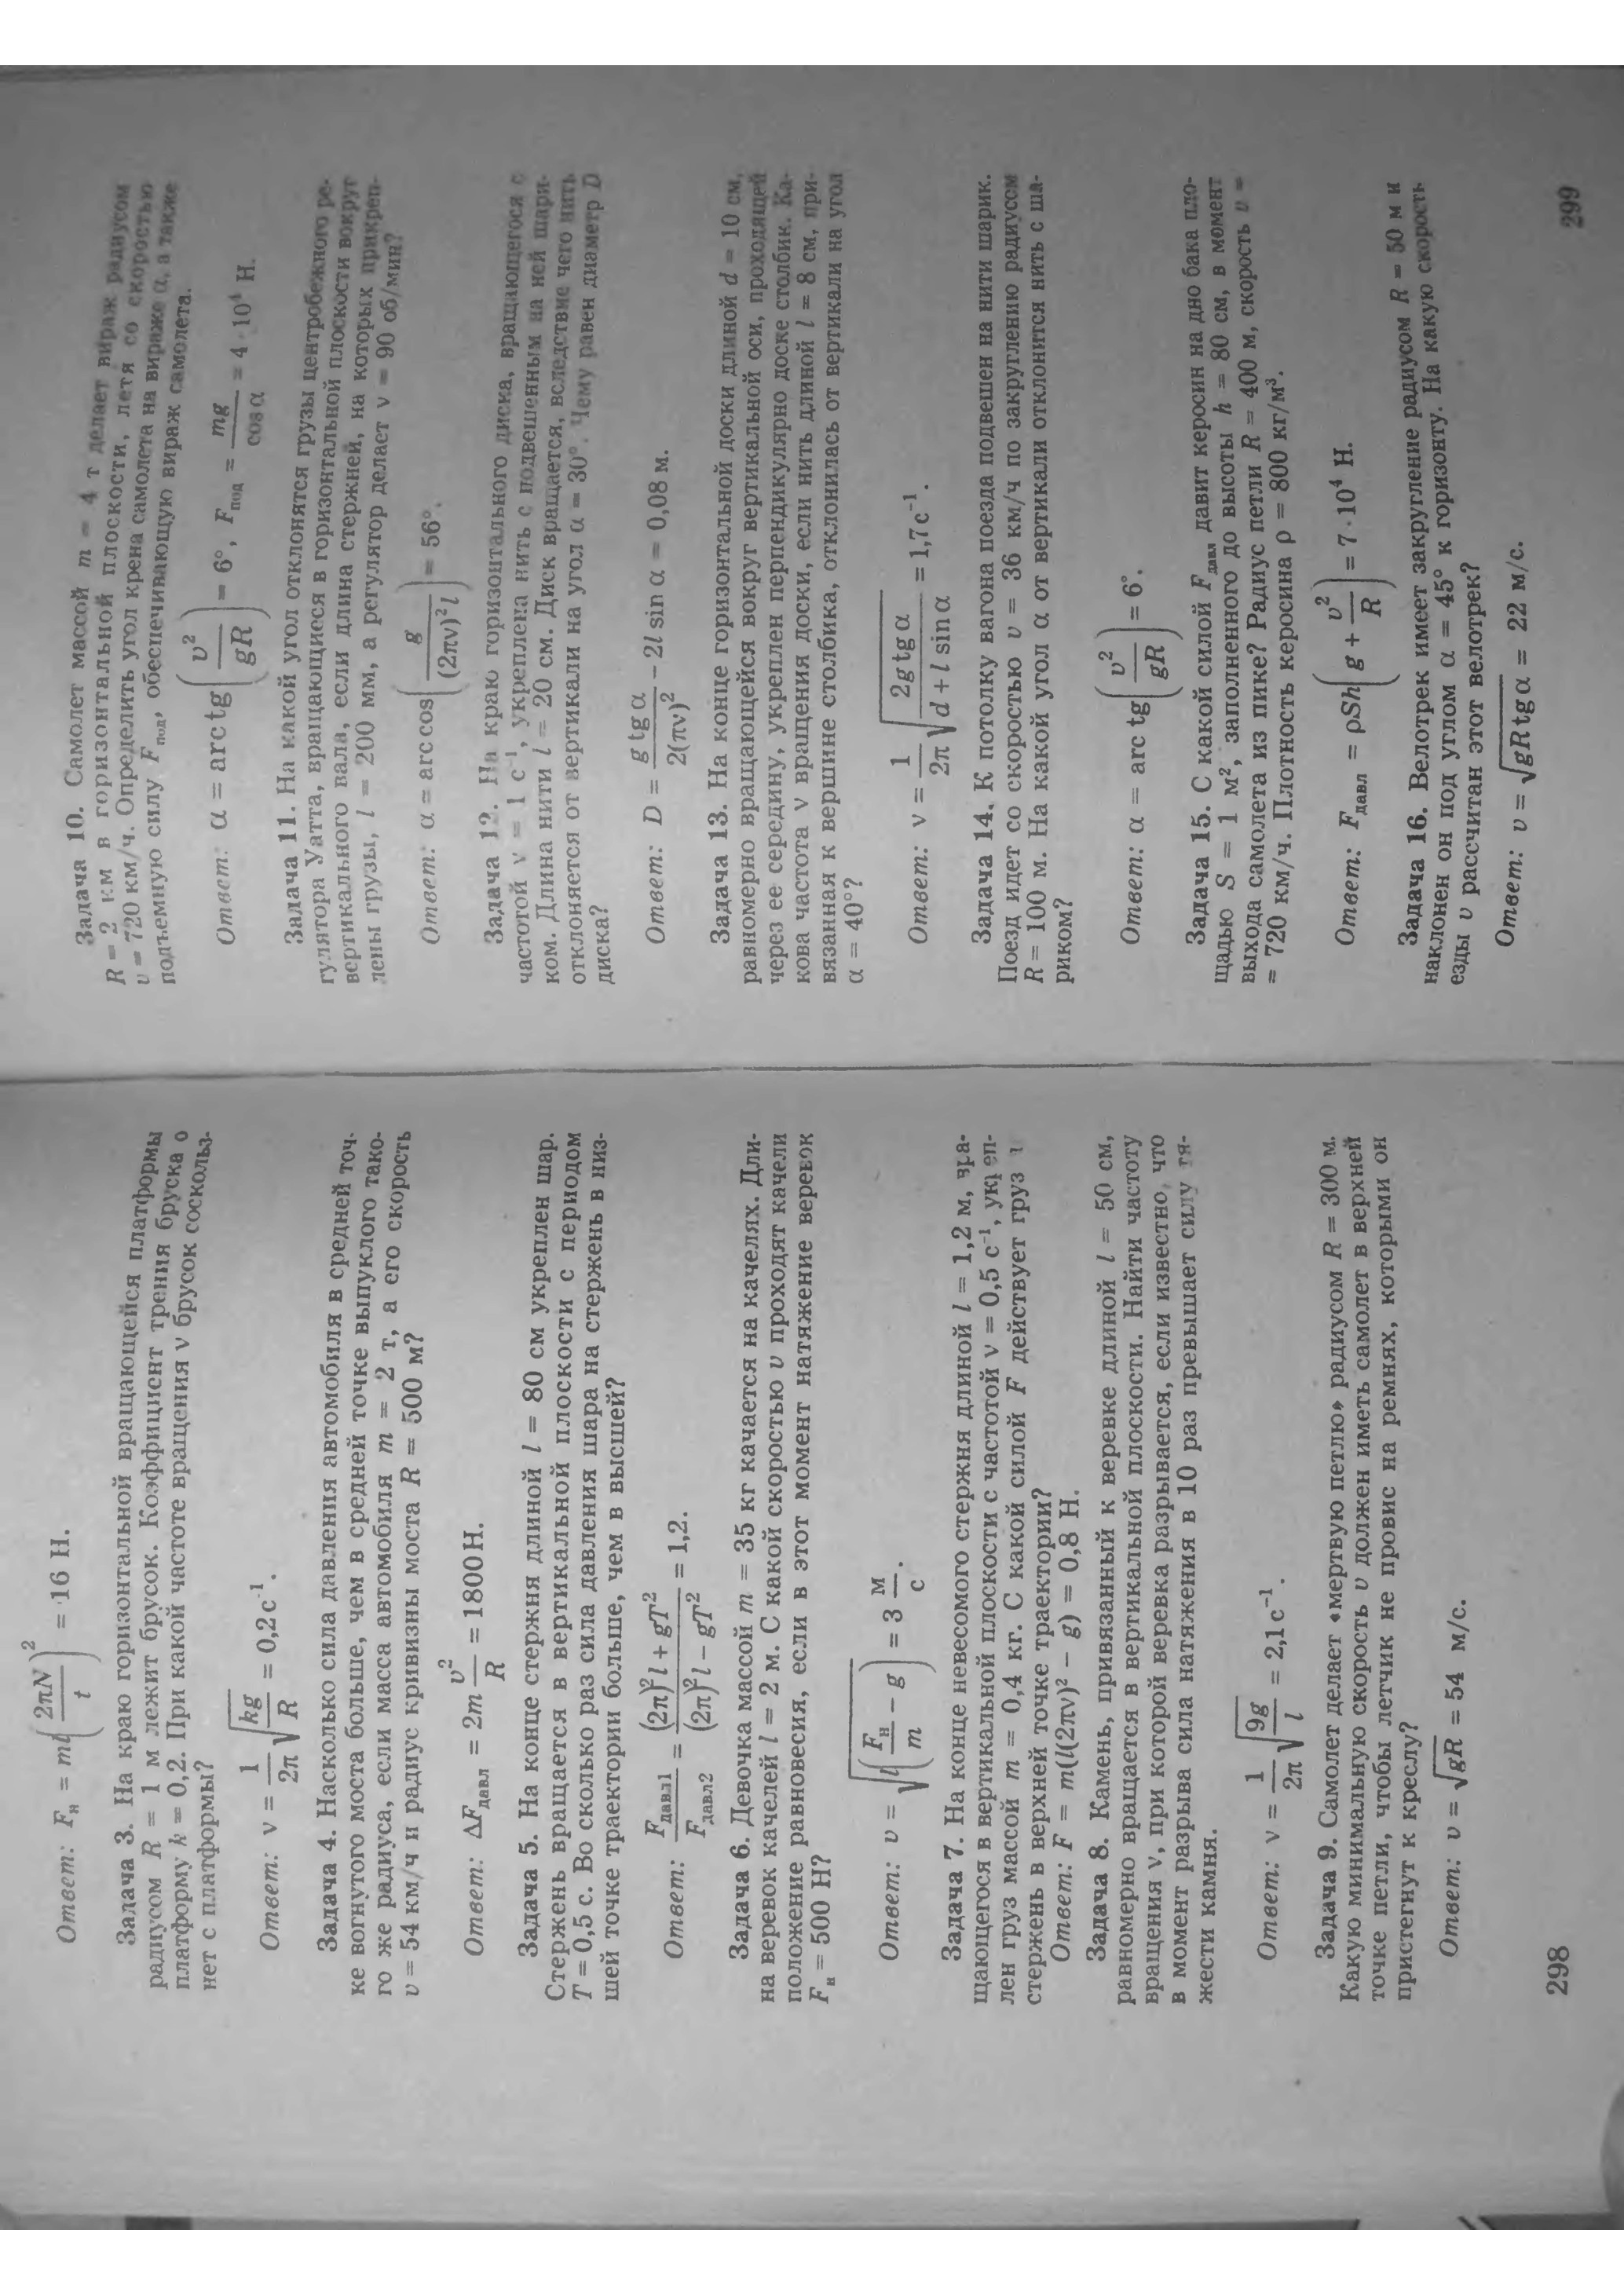 Ответ: Fн = ml(2πN/t)² = 16 Н.
Задача 3. На краю горизонтальной вращающейся платформы
радиусом R = 1 м лежит брусок. Коэффициент трения бруска о
платформу k = 0,2. При какой частоте вращения ν брусок соскольз-
нет с платформы?
Ответ: ν = 1/2π √(kg/R) = 0,2 с⁻¹.
Задача 4. Насколько сила давления автомобиля в средней точ-
ке вогнутого моста больше, чем в средней точке выпуклого тако-
го же радиуса, если масса автомобиля m = 2 т, а его скорость
υ = 54 км/ч и радиус кривизны моста R = 500 м?
Ответ: ΔFдавл = 2m υ²/R = 1800 Н.
Задача 5. На конце стержня длиной l = 80 см укреплен шар.
Стержень вращается в вертикальной плоскости с периодом
T = 0,5 с. Во сколько раз сила давления шара на стержень в низ-
шей точке траектории больше, чем в высшей?
Ответ: Fдавл1/Fдавл2 = ((2π)²l + gT²)/((2π)²l − gT²) = 1,2.
Задача 6. Девочка массой m = 35 кг качается на качелях. Дли-
на веревок качелей l = 2 м. С какой скоростью υ проходят качели
положение равновесия, если в этот момент натяжение веревок
Fн = 500 Н?
Ответ: υ = √(l(Fн/m − g)) = 3 м/с.
Задача 7. На конце невесомого стержня длиной l = 1,2 м, вра-
щающегося в вертикальной плоскости с частотой ν = 0,5 с⁻¹, укреп-
лен груз массой m = 0,4 кг. С какой силой F действует груз
стержень в верхней точке траектории?
Ответ: F = m(l(2πν)² − g) = 0,8 Н.
Задача 8. Камень, привязанный к веревке длиной l = 50 см,
равномерно вращается в вертикальной плоскости. Найти частоту
вращения ν, при которой веревка разрывается, если известно, что
в момент разрыва сила натяжения в 10 раз превышает силу тя-
жести камня.
Ответ: ν = 1/2π √(9g/l) = 2,1 с⁻¹.
Задача 9. Самолет делает «мертвую петлю» радиусом R = 300 м.
Какую минимальную скорость υ должен иметь самолет в верхней
точке петли, чтобы летчик не провис на ремнях, которыми он
пристегнут к креслу?
Ответ: υ = √gR = 54 м/с.
298
Задача 10. Самолет массой m = 4 т делает вираж радиусом
R = 2 км в горизонтальной плоскости, летя со скоростью
υ = 720 км/ч. Определить угол крена самолета на вираже α, а также
подъемную силу Fпод, обеспечивающую вираж самолета.
Ответ: α = arctg(υ²/gR) = 6°, Fпод = mg/cos α = 4·10⁴ Н.
Задача 11. На какой угол отклонятся грузы центробежного ре-
гулятора Уатта, вращающиеся в горизонтальной плоскости вокруг
вертикального вала, если длина стержней, на которых прикреп-
лены грузы, l = 200 мм, а регулятор делает ν = 90 об/мин?
Ответ: α = arccos(g/(2πν)²l) = 56°.
Задача 12. На краю горизонтального диска, вращающегося с
частотой ν = 1 с⁻¹, укреплена нить с подвешенным на ней шари-
ком. Длина нити l = 20 см. Диск вращается, вследствие чего нить
отклоняется от вертикали на угол α = 30°. Чему равен диаметр D
диска?
Ответ: D = g tg α/2(πν)² − 2l sin α = 0,08 м.
Задача 13. На конце горизонтальной доски длиной d = 10 см,
равномерно вращающейся вокруг вертикальной оси, проходящей
через ее середину, укреплен перпендикулярно доске столбик. Ка-
кова частота ν вращения доски, если нить длиной l = 8 см, при-
вязанная к вершине столбика, отклонилась от вертикали на угол
α = 40°?
Ответ: ν = 1/2π √(2g tg α/(d + l sin α)) = 1,7 с⁻¹.
Задача 14. К потолку вагона поезда подвешен на нити шарик.
Поезд идет со скоростью υ = 36 км/ч по закруглению радиусом
R = 100 м. На какой угол α от вертикали отклонится нить с ша-
риком?
Ответ: α = arc tg(υ²/gR) = 6°.
Задача 15. С какой силой Fдавл давит керосин на дно бака пло-
щадью S = 1 м², заполненного до высоты h = 80 см, в момент
выхода самолета из пике? Радиус петли R = 400 м, скорость υ =
= 720 км/ч. Плотность керосина ρ = 800 кг/м³.
Ответ: Fдавл = ρSh(g + υ²/R) = 7·10⁴ Н.
Задача 16. Велотрек имеет закругление радиусом R = 50 м и
наклонен он под углом α = 45° к горизонту. На какую скорость
езды υ рассчитан этот велотрек?
Ответ: υ = √gR tg α = 22 м/с.
299